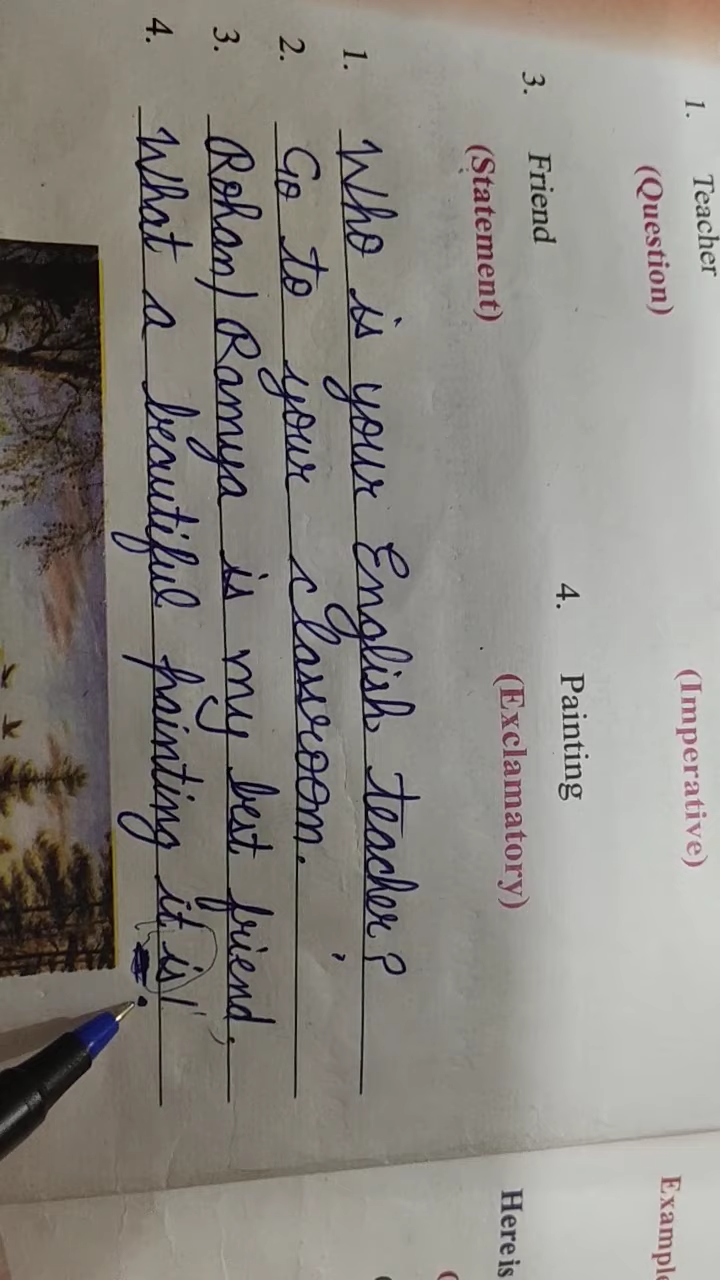 1. Teacher
(Question)
(Imperative)
3. Friend
(Statement)
4. Painting
(Exclamatory)
1. Who is your English teacher?
2. Go to your classroom.
3. Rohan/Ramya is my best friend.
4. What a beautiful painting it is!
Exampl
Here is